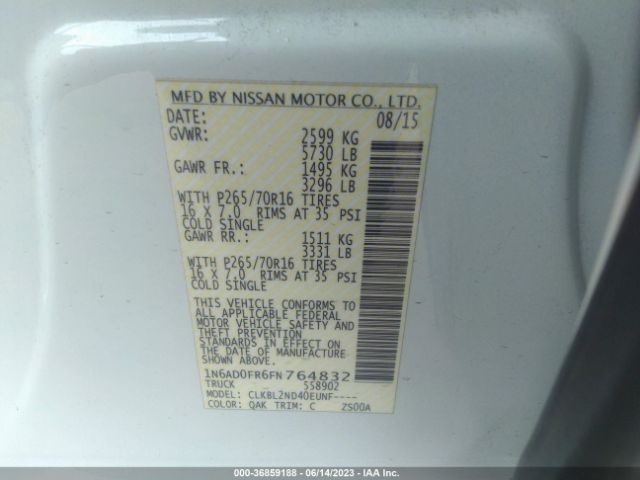 MFD BY NISSAN MOTOR CO., LTD.
DATE: 08/15
GVWR: 2599 KG
5730 LB
GAWR FR.: 1495 KG
3296 LB
WITH P265/70R16 TIRES
16 X 7.0 RIMS AT 35 PSI
COLD SINGLE
GAWR RR.: 1511 KG
3331 LB
WITH P265/70R16 TIRES
16 X 7.0 RIMS AT 35 PSI
COLD SINGLE
THIS VEHICLE CONFORMS TO
ALL APPLICABLE FEDERAL
MOTOR VEHICLE SAFETY AND
THEFT PREVENTION
STANDARDS IN EFFECT ON
THE DATE OF MANUFACTURE
SHOWN ABOVE.
1N6AD0FR6FN764832
TRUCK 558902
MODEL: CLKBL2ND40EUNF----
COLOR: QAK TRIM: C ZS00A
000-36859188 - 06/14/2023 - IAA Inc.